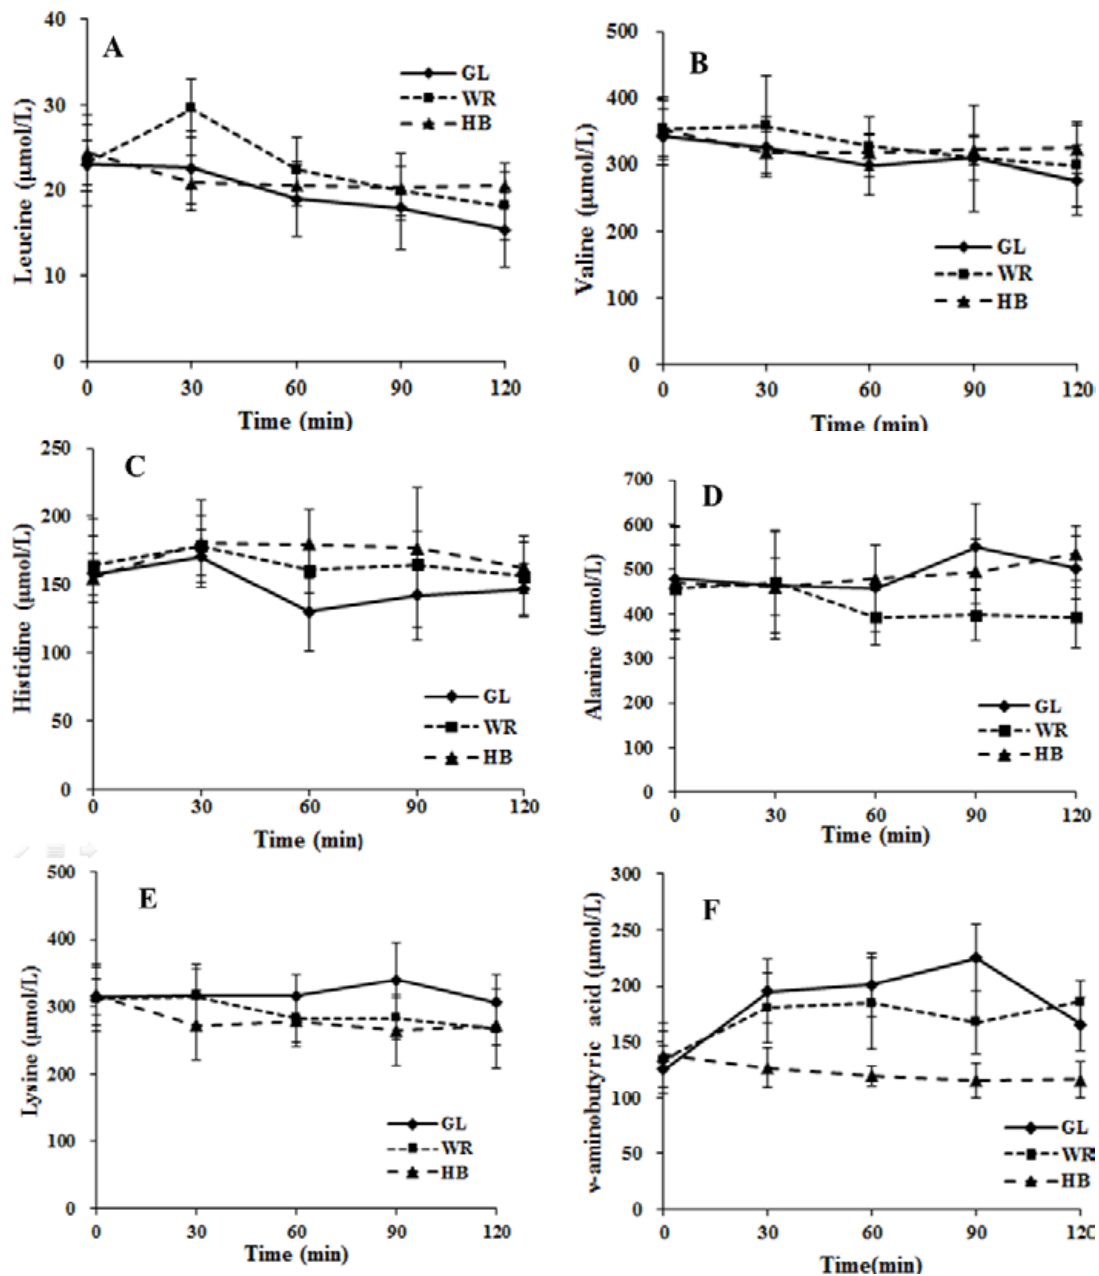 A
Leucine (μmol/L)
40
30
20
10
0
GL
WR
HB
0 30 60 90 120
Time (min)
B
Valine (μmol/L)
500
400
300
200
100
0
GL
WR
HB
0 30 60 90 120
Time (min)
C
Histidine (μmol/L)
250
200
150
100
50
0
GL
WR
HB
0 30 60 90 120
Time (min)
D
Alanine (μmol/L)
700
600
500
400
300
200
100
0
GL
WR
HB
0 30 60 90 120
Time (min)
E
Lysine (μmol/L)
500
400
300
200
100
0
GL
WR
HB
0 30 60 90 120
Time (min)
F
γ-aminobutyric acid (μmol/L)
300
250
200
150
100
50
0
GL
WR
HB
0 30 60 90 120
Time(min)